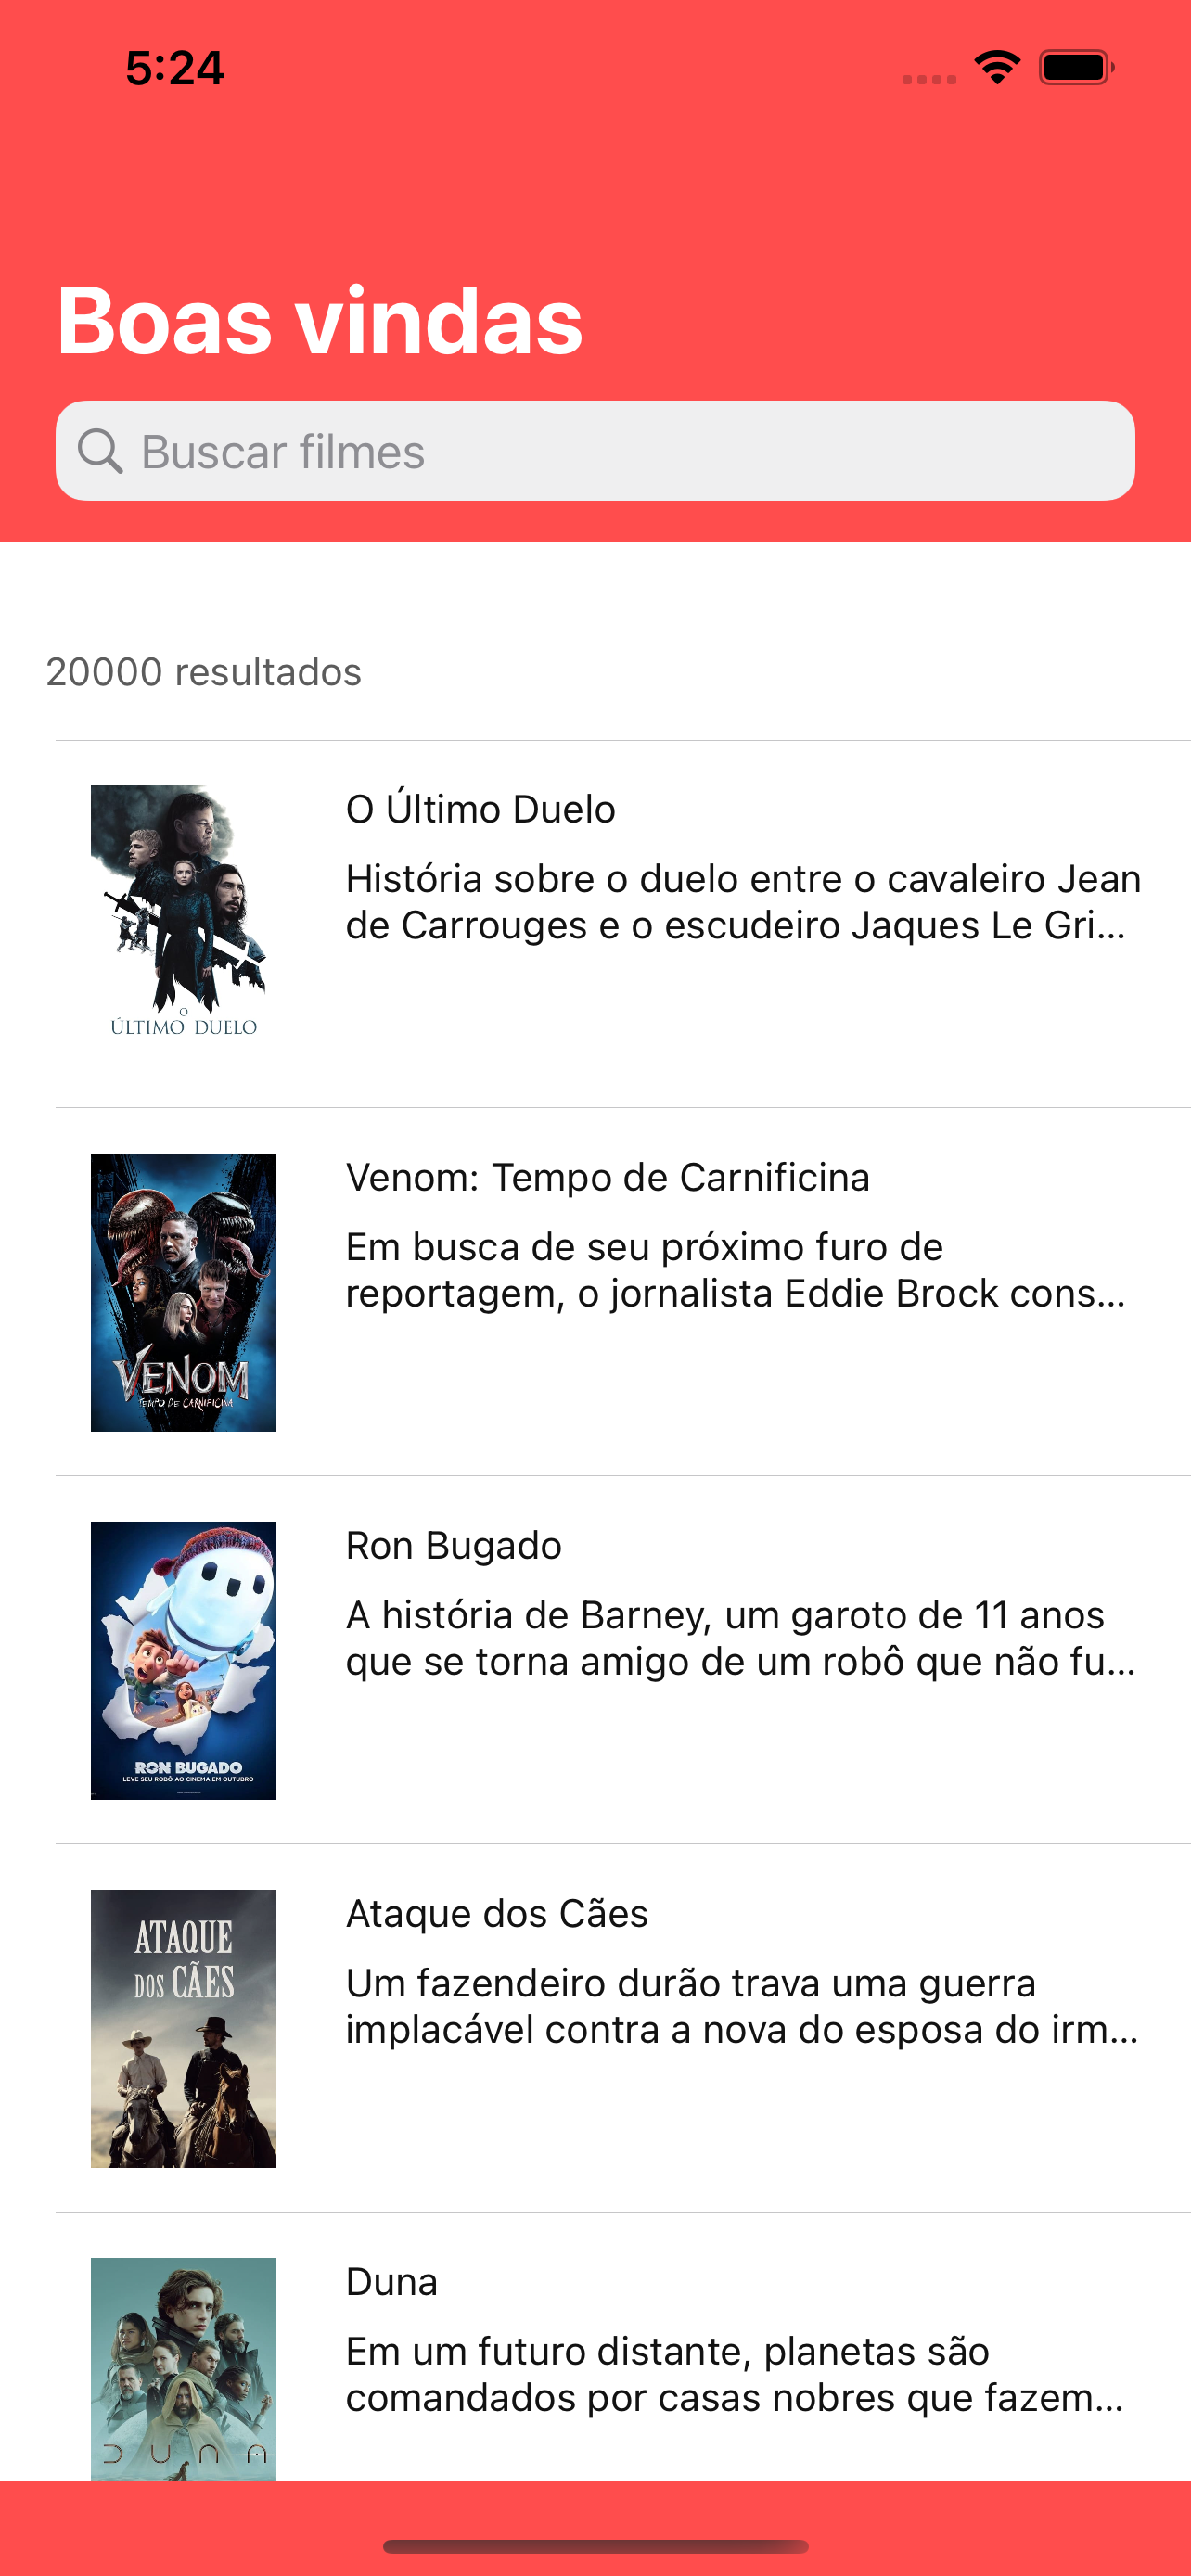 5:24
Boas vindas
Buscar filmes
20000 resultados
O Último Duelo
História sobre o duelo entre o cavaleiro Jean
de Carrouges e o escudeiro Jaques Le Gri...
O
ÚLTIMO DUELO
Venom: Tempo de Carnificina
Em busca de seu próximo furo de
reportagem, o jornalista Eddie Brock cons...
VENOM
TEMPO DE CARNIFICINA
Ron Bugado
A história de Barney, um garoto de 11 anos
que se torna amigo de um robô que não fu...
RON BUGADO
LEVE SEU ROBÔ AO CINEMA EM OUTUBRO
Ataque dos Cães
Um fazendeiro durão trava uma guerra
implacável contra a nova do esposa do irm...
ATAQUE
DOS CÃES
Duna
Em um futuro distante, planetas são
comandados por casas nobres que fazem...
DUNA